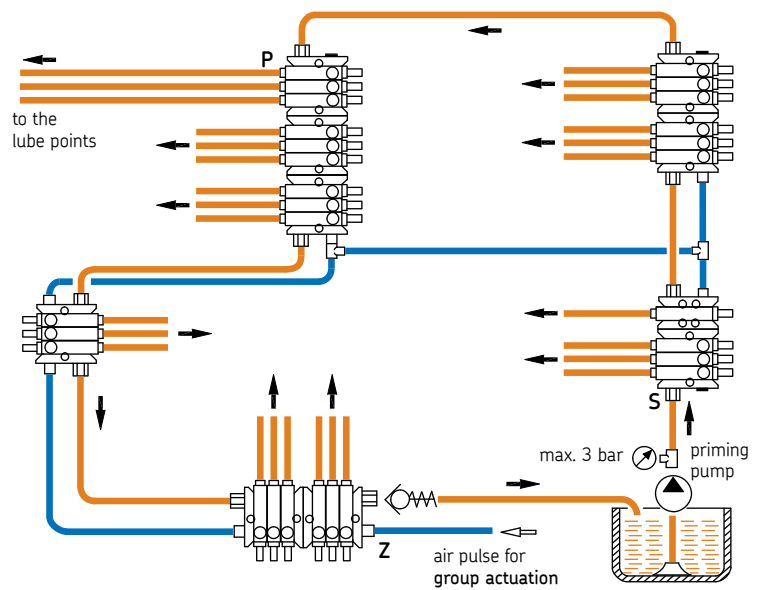 P
to the
lube points
S
max. 3 bar
priming
pump
Z
air pulse for
group actuation